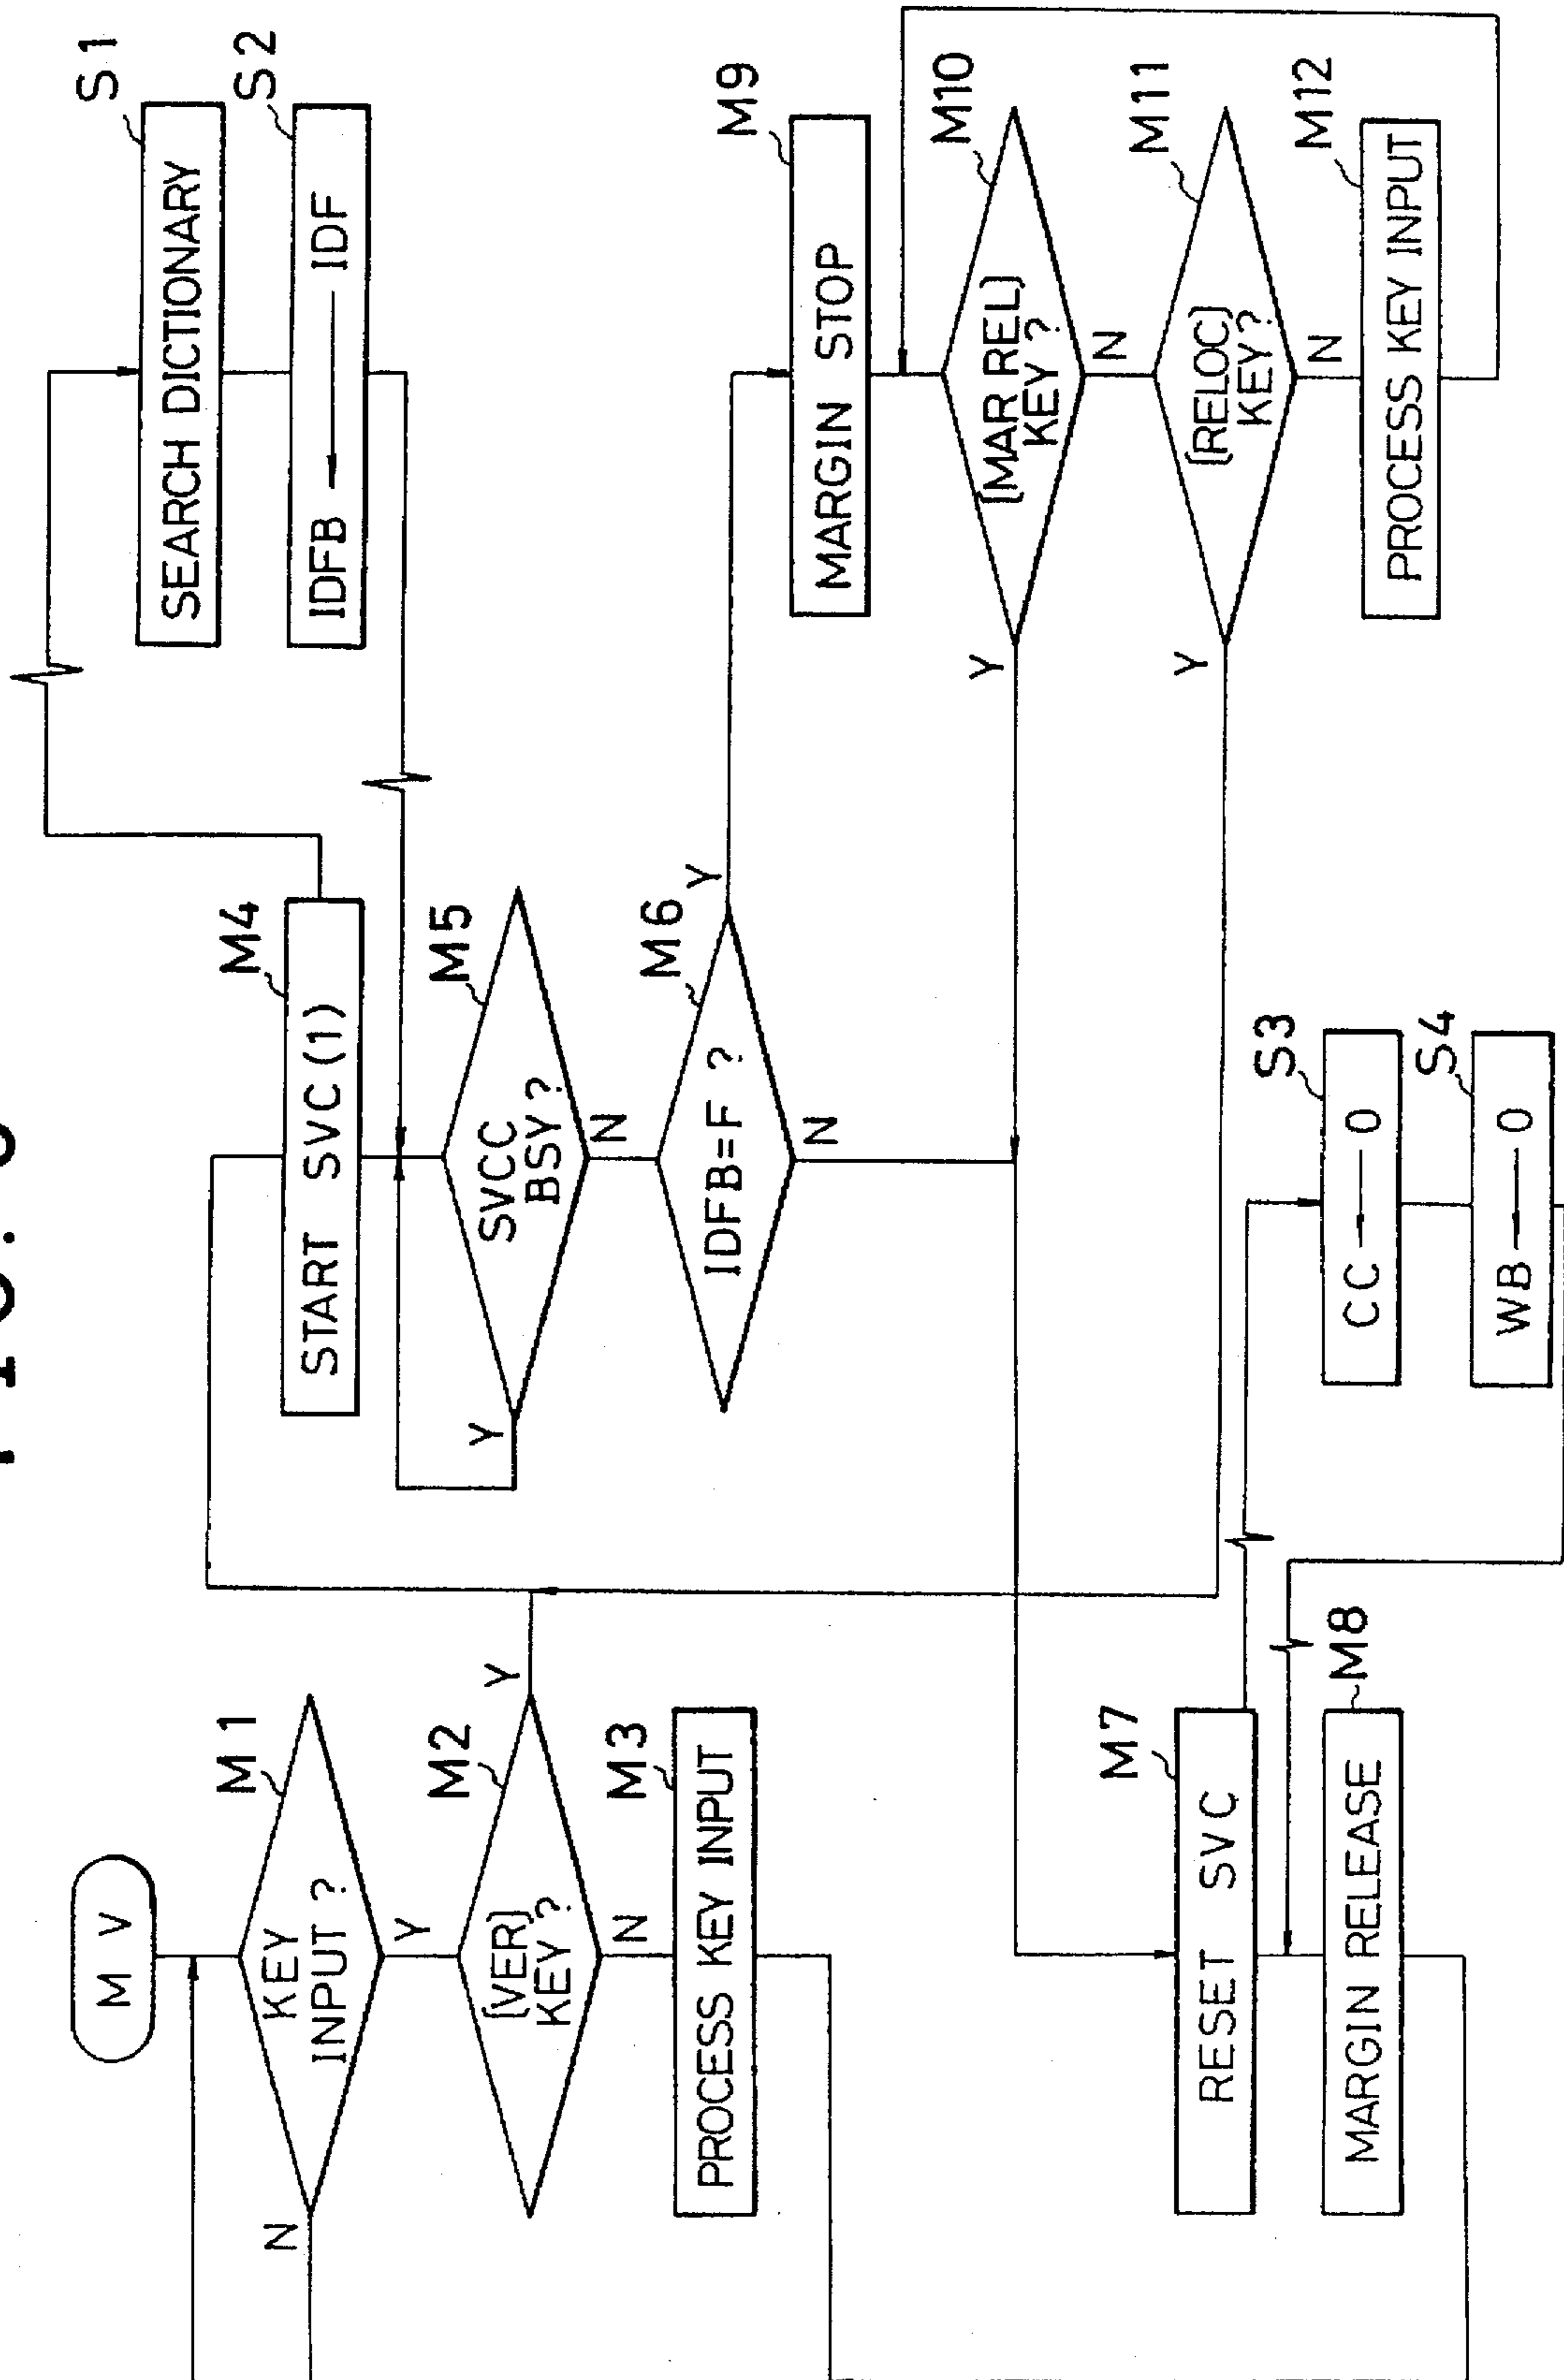 M V
M1
KEY
INPUT ?
N
Y
M2
[VER]
KEY ?
Y
N
M3
PROCESS KEY INPUT
M4
START SVC(1)
M5
SVCC
BSY ?
Y
N
M6
IDFB=F ?
Y
N
M7
RESET SVC
M8
MARGIN RELEASE
S1
SEARCH DICTIONARY
S2
IDFB ← IDF
M9
MARGIN STOP
M10
[MAR REL]
KEY ?
Y
N
M11
[RELOC]
KEY ?
Y
N
M12
PROCESS KEY INPUT
S3
CC ← 0
S4
WB ← 0